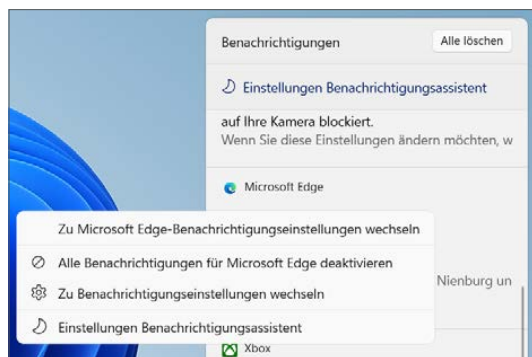 Benachrichtigungen
Alle löschen
Einstellungen Benachrichtigungsassistent
auf Ihre Kamera blockiert.
Wenn Sie diese Einstellungen ändern möchten, w
Microsoft Edge
Zu Microsoft Edge-Benachrichtigungseinstellungen wechseln
Alle Benachrichtigungen für Microsoft Edge deaktivieren
Zu Benachrichtigungseinstellungen wechseln
Nienburg un
Einstellungen Benachrichtigungsassistent
Xbox